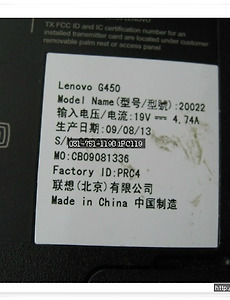 TX FCC ID and IC certification
number for an
installed transmitter card are
located under customer
removable palm rest or access
panel
Lenovo G450
Model Name(型号/型號):20022
输入电压/电流:19V ⎓ 4.74A
生产日期:09/08/13
S/N
MO:CB09081336
Factory ID:PRC4
联想(北京)有限公司
Made in China 中国制造